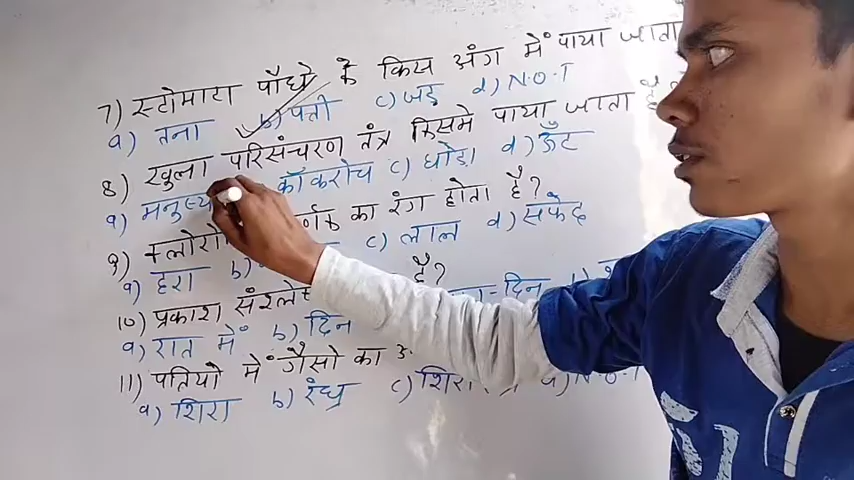 7) स्टोमाटा पौधो के किस अंग में पाया जाता
a) तना b) पत्ती c) जड़ d) N.O.T
8) खुला परिसंचरण तंत्र किसमे पाया जाता है?
a) मनुष्य कॉकरोच c) घोड़ा d) ऊँट
9) का रंग होता है?
a) हरा b) c) लाल d) सफेद
10) प्रकाश है?
a) रात में b) दिन दिन
11) पतियो में गैसो का
a) शिरा b) रंध्र c) शिरा